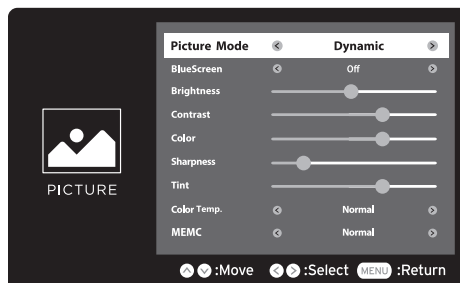 PICTURE
Picture Mode Dynamic
BlueScreen Off
Brightness
Contrast
Color
Sharpness
Tint
Color Temp. Normal
MEMC Normal
:Move :Select MENU :Return